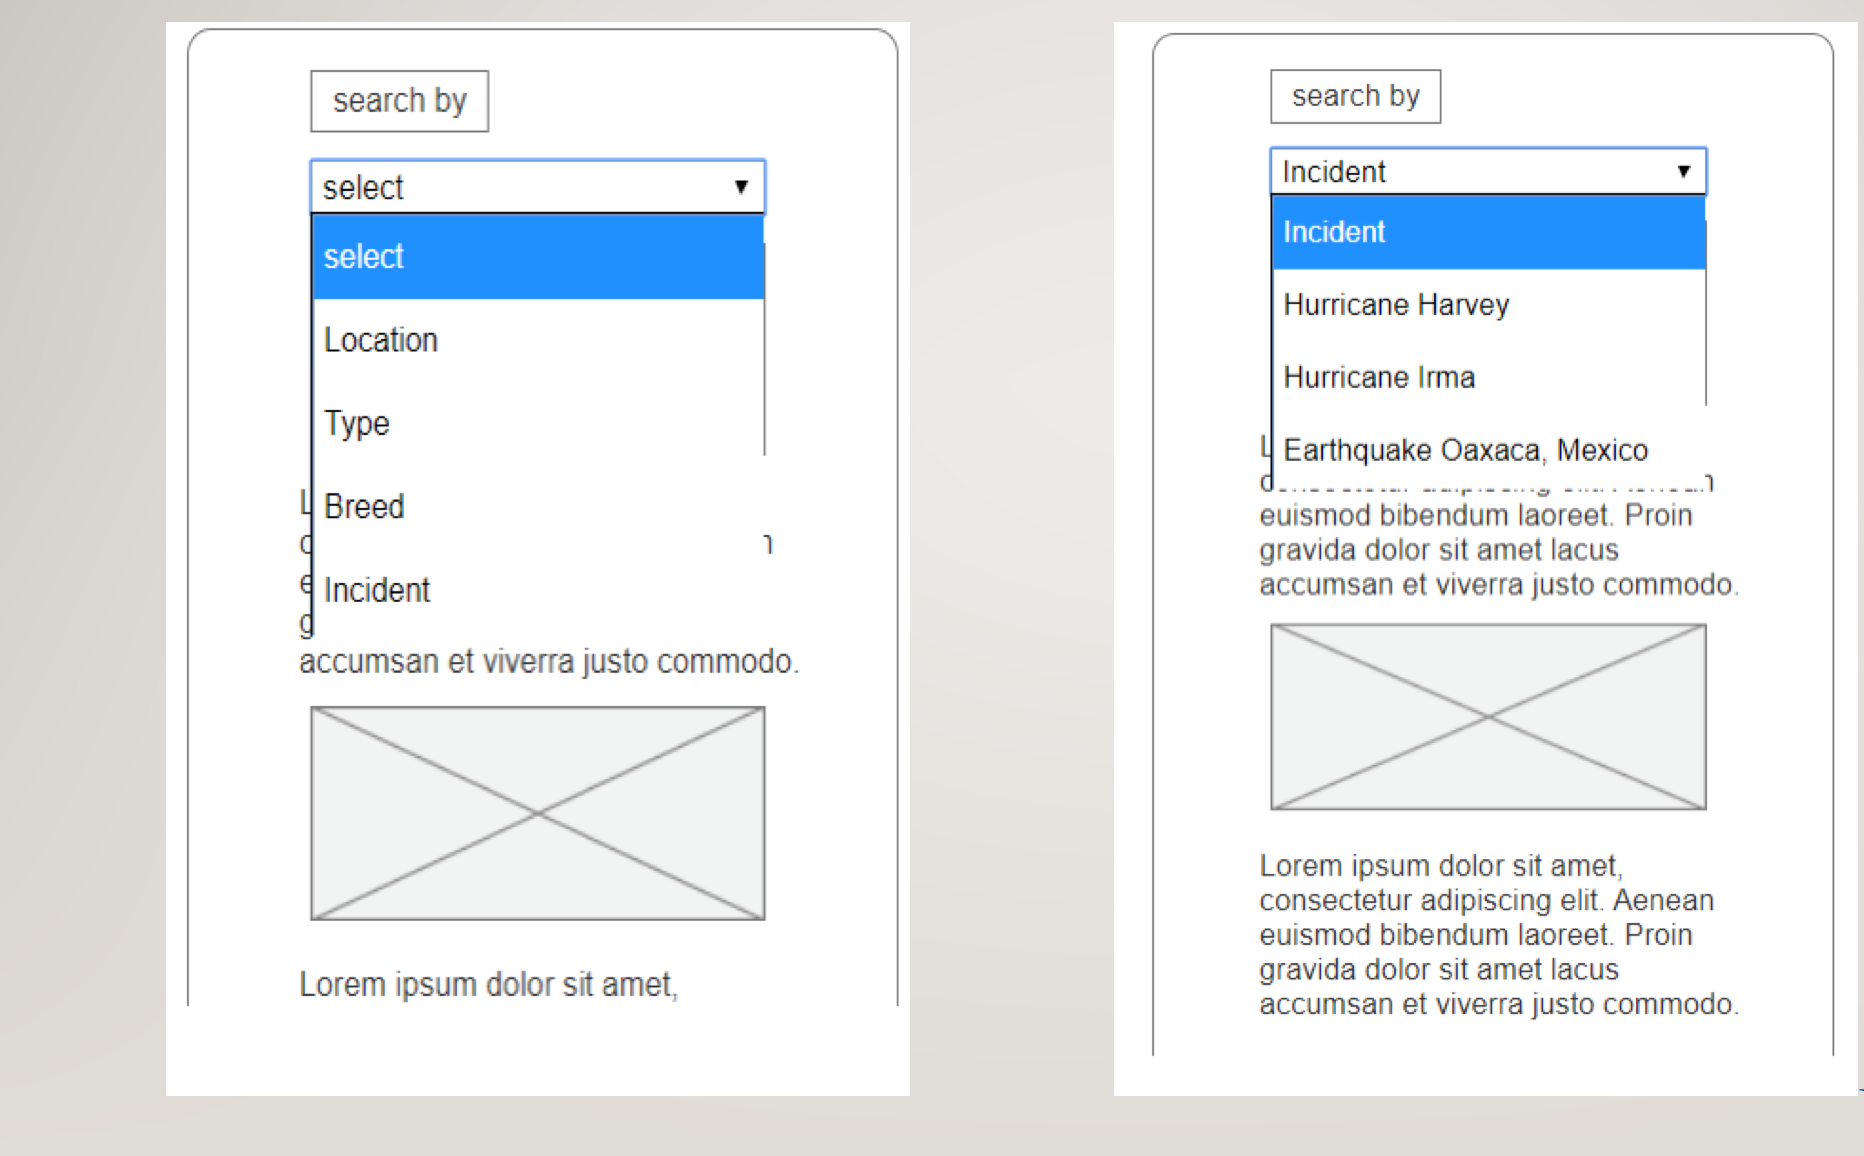 search by
select
select
Location
Type
Breed
Incident
accumsan et viverra justo commodo.
Lorem ipsum dolor sit amet,
search by
Incident
Incident
Hurricane Harvey
Hurricane Irma
Earthquake Oaxaca, Mexico
euismod bibendum laoreet. Proin
gravida dolor sit amet lacus
accumsan et viverra justo commodo.
Lorem ipsum dolor sit amet,
consectetur adipiscing elit. Aenean
euismod bibendum laoreet. Proin
gravida dolor sit amet lacus
accumsan et viverra justo commodo.